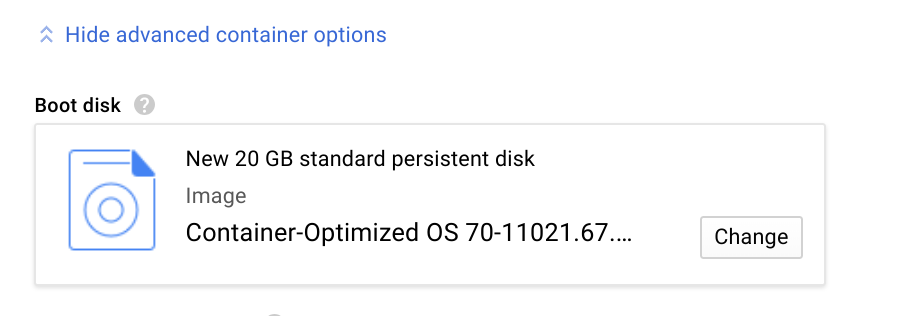 Hide advanced container options
Boot disk ?
New 20 GB standard persistent disk
Image
Container-Optimized OS 70-11021.67....
Change